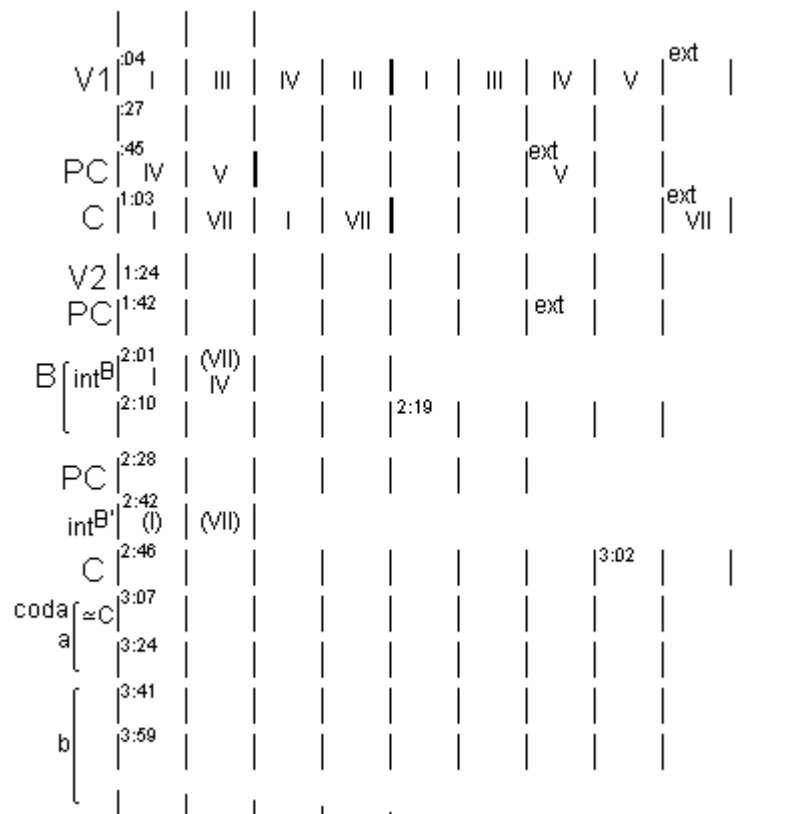 :04 ext
V1 I III IV II I III IV V
:27
:45 ext
PC IV V V
1:03 ext
C I VII I VII VII
V2 1:24
PC 1:42 ext
2:01 (VII)
B intB I IV
2:10 2:19
2:28
PC
2:42
intB' (I) (VII)
2:46 3:02
C
3:07
coda ≃C
a 3:24
3:41
b 3:59